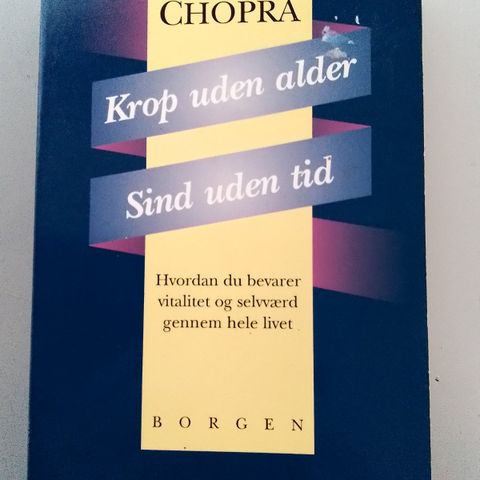 CHOPRA
Krop uden alder
Sind uden tid
Hvordan du bevarer
vitalitet og selvværd
gennem hele livet
BORGEN